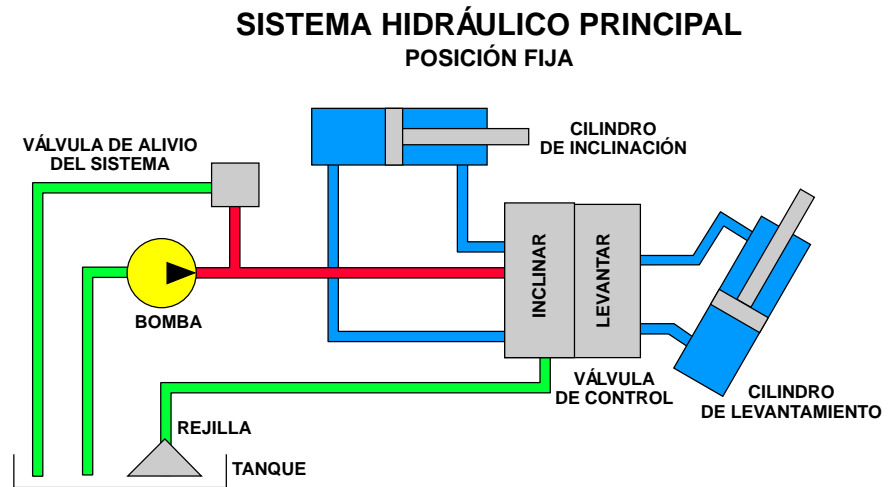 SISTEMA HIDRÁULICO PRINCIPAL
POSICIÓN FIJA
VÁLVULA DE ALIVIO
DEL SISTEMA
CILINDRO
DE INCLINACIÓN
INCLINAR
LEVANTAR
BOMBA
VÁLVULA
DE CONTROL
CILINDRO
DE LEVANTAMIENTO
REJILLA
TANQUE